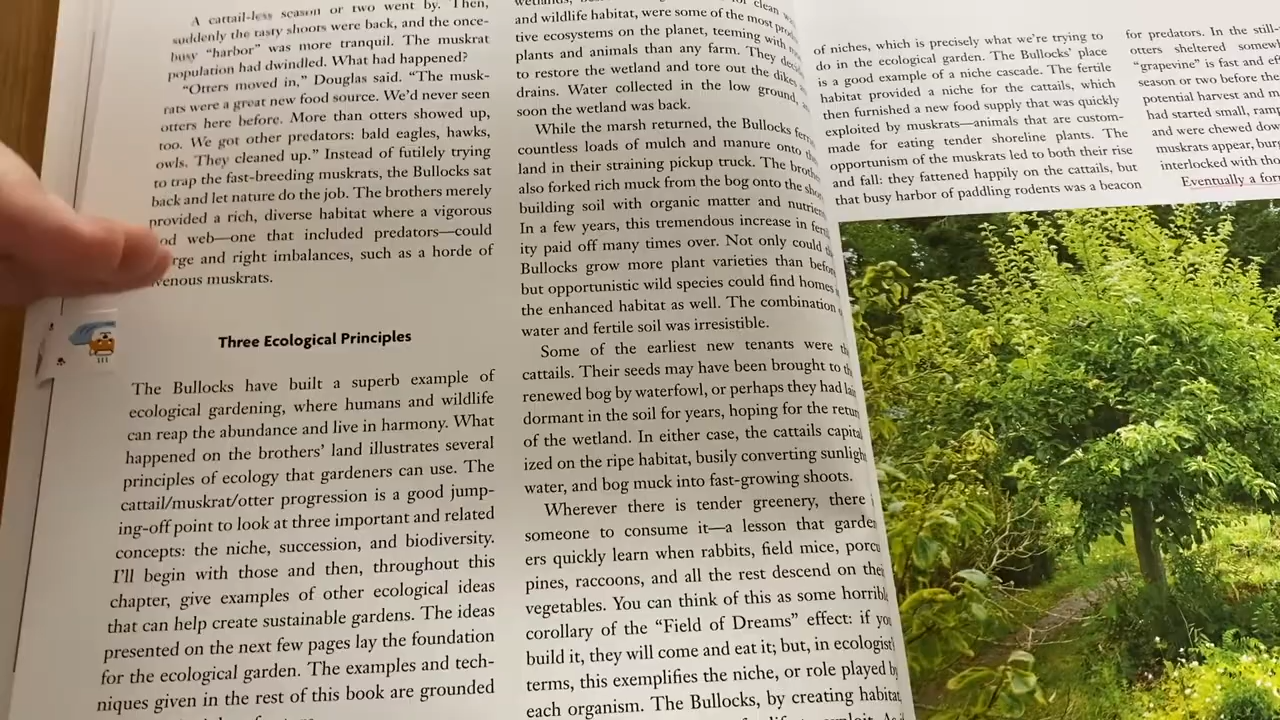 A cattail-less season or two went by. Then,
suddenly the tasty shoots were back, and the once-
busy “harbor” was more tranquil. The muskrat
population had dwindled. What had happened?
“Otters moved in,” Douglas said. “The musk-
rats were a great new food source. We’d never seen
otters here before. More than otters showed up,
too. We got other predators: bald eagles, hawks,
owls. They cleaned up.” Instead of futilely trying
to trap the fast-breeding muskrats, the Bullocks sat
back and let nature do the job. The brothers merely
provided a rich, diverse habitat where a vigorous
web—one that included predators—could
and right imbalances, such as a horde of
muskrats.
Three Ecological Principles
The Bullocks have built a superb example of
ecological gardening, where humans and wildlife
can reap the abundance and live in harmony. What
happened on the brothers’ land illustrates several
principles of ecology that gardeners can use. The
cattail/muskrat/otter progression is a good jump-
ing-off point to look at three important and related
concepts: the niche, succession, and biodiversity.
I’ll begin with those and then, throughout this
chapter, give examples of other ecological ideas
that can help create sustainable gardens. The ideas
presented on the next few pages lay the foundation
for the ecological garden. The examples and tech-
niques given in the rest of this book are grounded
for clean
and wildlife habitat, were some of the most
tive ecosystems on the planet, teeming with
plants and animals than any farm. They
to restore the wetland and tore out the dikes
drains. Water collected in the low ground,
soon the wetland was back.
While the marsh returned, the Bullocks
countless loads of mulch and manure onto
land in their straining pickup truck. The
also forked rich muck from the bog onto the
building soil with organic matter and
In a few years, this tremendous increase in
ity paid off many times over. Not only could
Bullocks grow more plant varieties than
but opportunistic wild species could find homes
the enhanced habitat as well. The combination
water and fertile soil was irresistible.
Some of the earliest new tenants were
cattails. Their seeds may have been brought to
renewed bog by waterfowl, or perhaps they had
dormant in the soil for years, hoping for the
of the wetland. In either case, the cattails capital
ized on the ripe habitat, busily converting sunlight
water, and bog muck into fast-growing shoots.
Wherever there is tender greenery, there
someone to consume it—a lesson that garden
ers quickly learn when rabbits, field mice, porcu
pines, raccoons, and all the rest descend on
vegetables. You can think of this as some
corollary of the “Field of Dreams” effect: if you
build it, they will come and eat it; but, in
terms, this exemplifies the niche, or role played by
each organism. The Bullocks, by creating habitat
of niches, which is precisely what we’re trying to
do in the ecological garden. The Bullocks’ place
is a good example of a niche cascade. The fertile
habitat provided a niche for the cattails, which
then furnished a new food supply that was quickly
exploited by muskrats—animals that are custom-
made for eating tender shoreline plants. The
opportunism of the muskrats led to both their rise
and fall: they fattened happily on the cattails, but
that busy harbor of paddling rodents was a beacon
for predators. In the
otters sheltered
“grapevine” is fast and
season or two before the
potential harvest and
had started small,
and were chewed
muskrats appear,
interlocked with
Eventually a